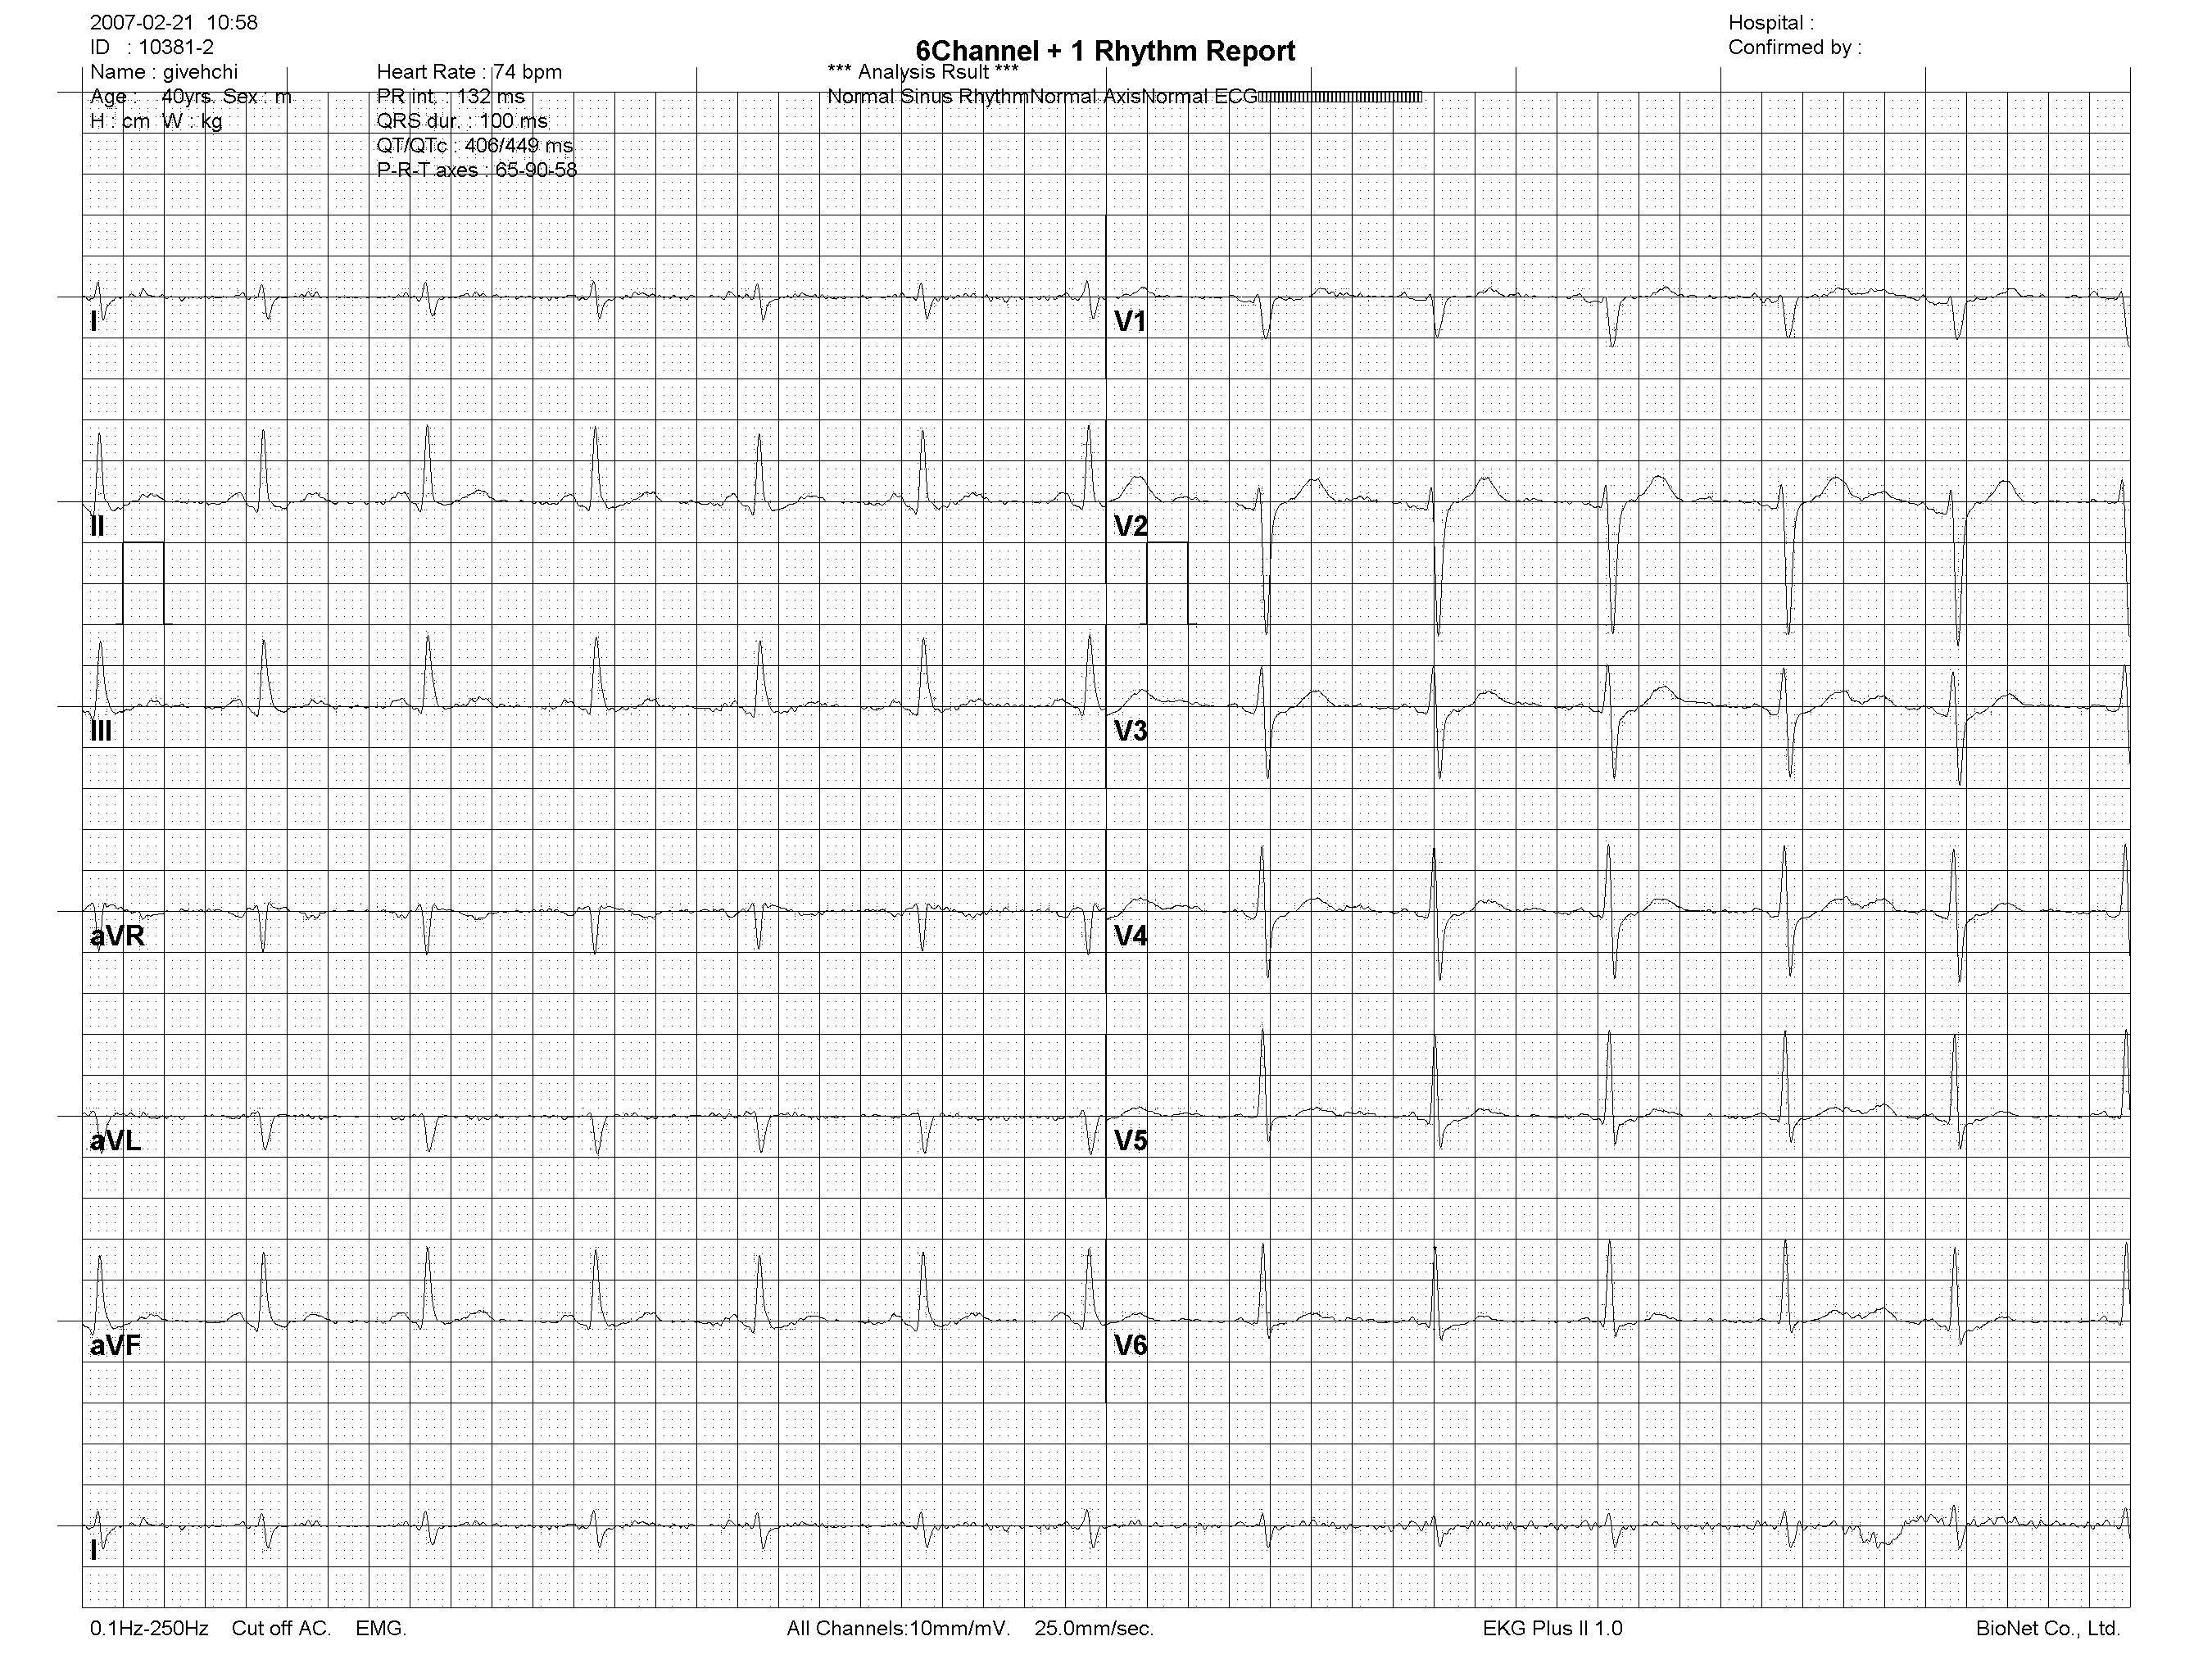 2007-02-21 10:58
ID : 10381-2
Name : givehchi
Age : 40yrs. Sex : m
H : cm W : kg
Heart Rate : 74 bpm
PR int. : 132 ms
QRS dur. : 100 ms
QT/QTc : 406/449 ms
P-R-T axes : 65-90-58
6Channel + 1 Rhythm Report
*** Analysis Rsult ***
Normal Sinus RhythmNormal AxisNormal ECG
Hospital :
Confirmed by :
I
V1
II
V2
III
V3
aVR
V4
aVL
V5
aVF
V6
I
0.1Hz-250Hz Cut off AC. EMG.
All Channels:10mm/mV. 25.0mm/sec.
EKG Plus II 1.0
BioNet Co., Ltd.